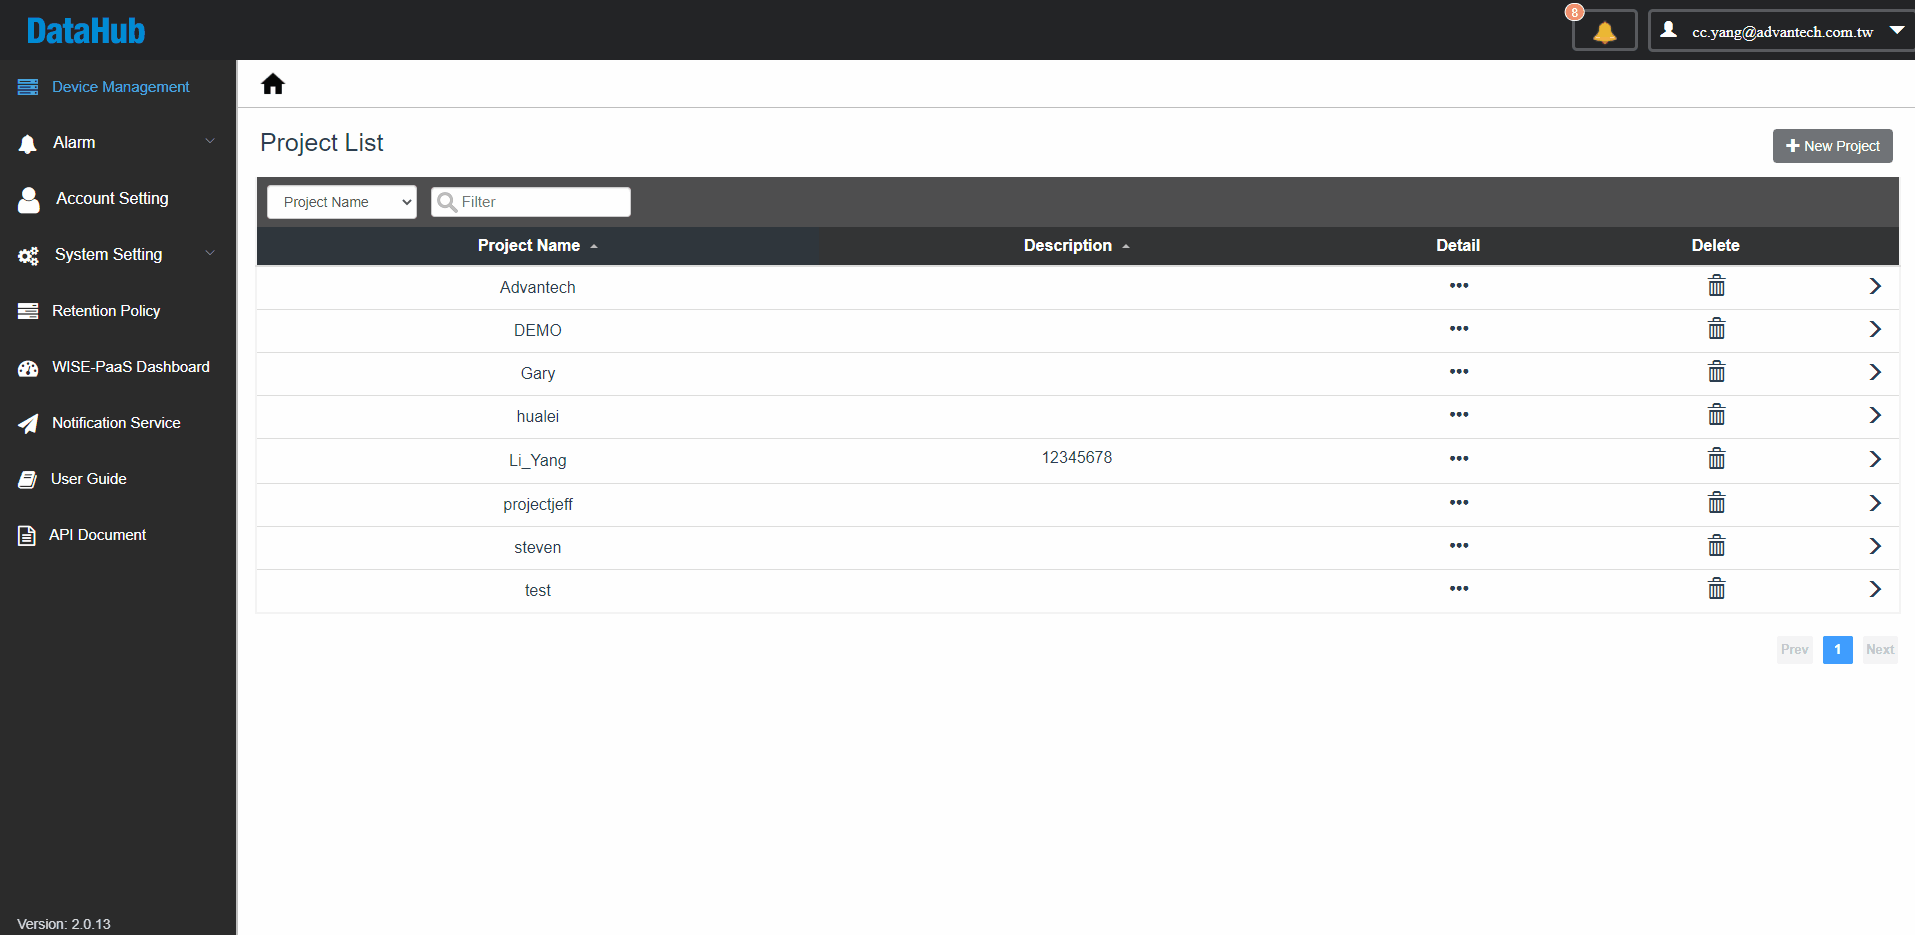 DataHub
8
cc.yang@advantech.com.tw
Device Management
Alarm
Account Setting
System Setting
Retention Policy
WISE-PaaS Dashboard
Notification Service
User Guide
API Document
Version: 2.0.13
Project List
New Project
Project Name Filter
Project Name Description Detail Delete
Advantech
DEMO
Gary
hualei
Li_Yang 12345678
projectjeff
steven
test
Prev 1 Next